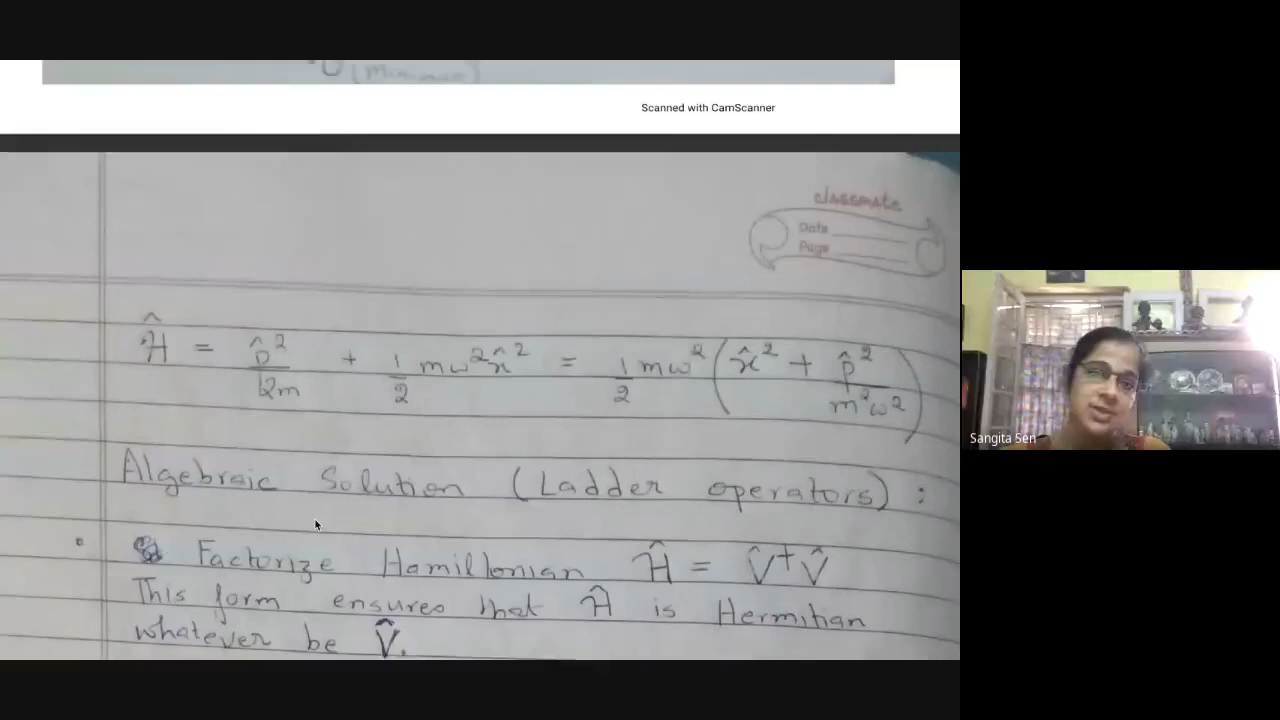 Scanned with CamScanner
classmate
Date
Page
Ĥ = p̂²/2m + 1/2 mω²x̂² = 1/2 mω² (x̂² + p̂²/m²ω²)
Algebraic Solution (Ladder operators) :
• Factorize Hamiltonian Ĥ = V̂†V̂
This form ensures that Ĥ is Hermitian
whatever be V̂.
Sangita Sen